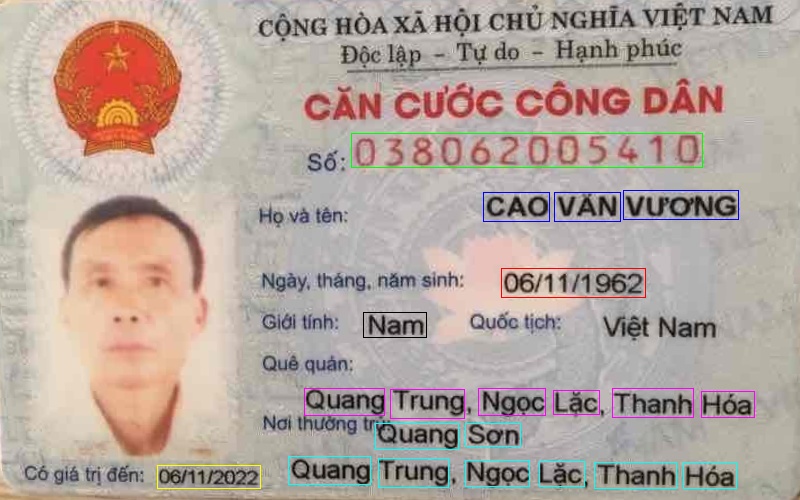 CỘNG HÒA XÃ HỘI CHỦ NGHĨA VIỆT NAM
Độc lập - Tự do - Hạnh phúc
CĂN CƯỚC CÔNG DÂN
Số: 038062005410
Họ và tên: CAO VĂN VƯƠNG
Ngày, tháng, năm sinh: 06/11/1962
Giới tính: Nam Quốc tịch: Việt Nam
Quê quán:
Quang Trung, Ngọc Lặc, Thanh Hóa
Nơi thường trú: Quang Sơn
Có giá trị đến: 06/11/2022 Quang Trung, Ngọc Lặc, Thanh Hóa